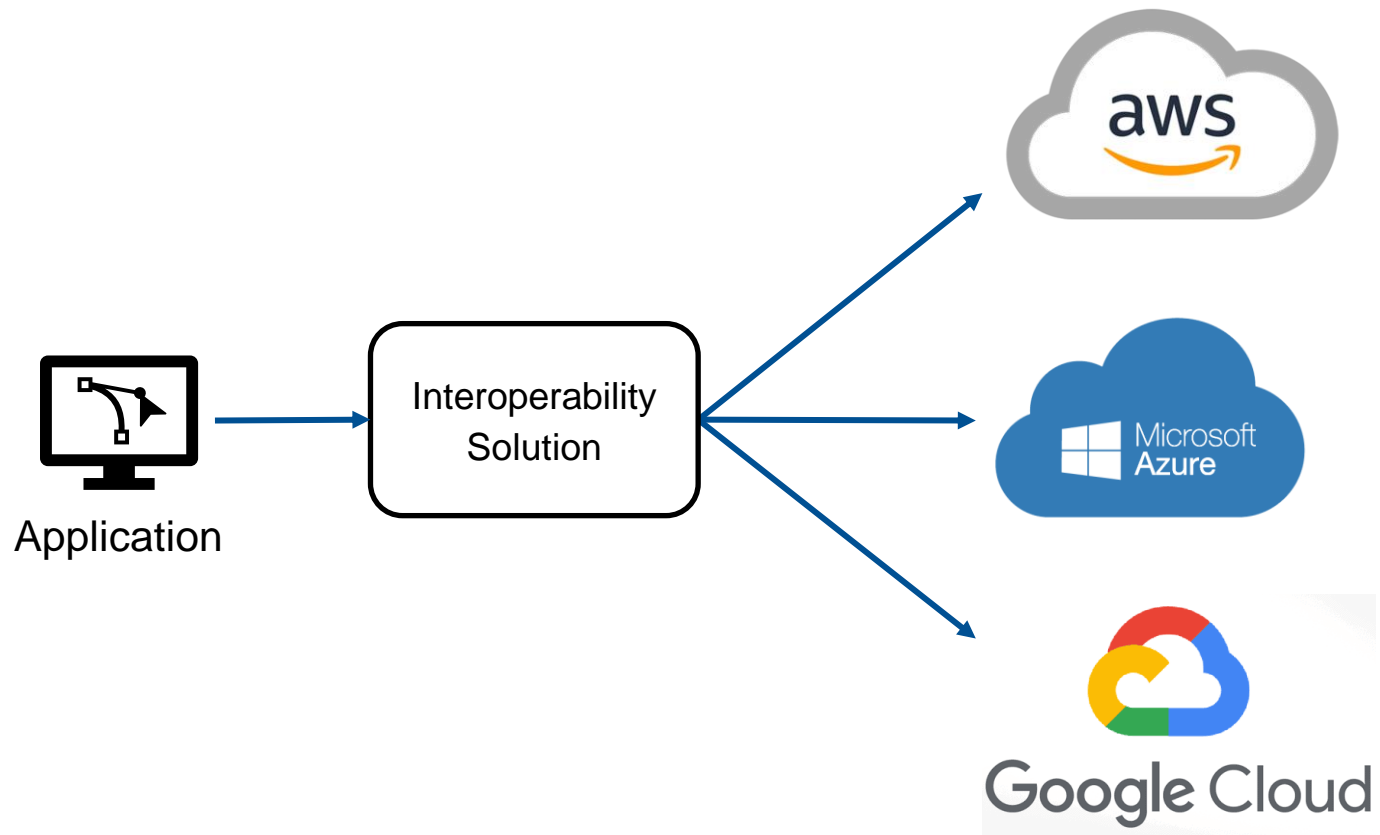 aws
Interoperability
Solution
Microsoft
Azure
Application
Google Cloud